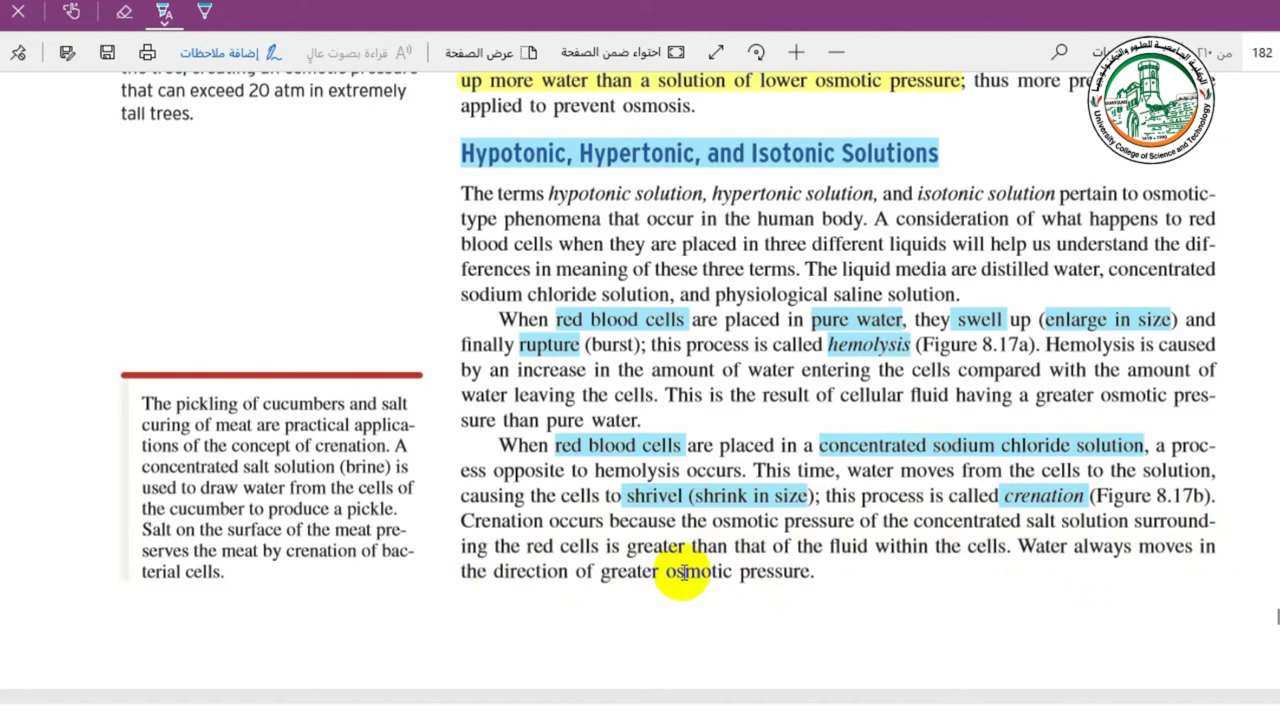 إضافة ملاحظات
قراءة بصوت عالٍ
عرض الصفحة
احتواء ضمن الصفحة
من ٢١٠
182
that can exceed 20 atm in extremely
tall trees.
up more water than a solution of lower osmotic pressure; thus more
applied to prevent osmosis.
University College of Science and Technology
Hypotonic, Hypertonic, and Isotonic Solutions
The terms hypotonic solution, hypertonic solution, and isotonic solution pertain to osmotic-
type phenomena that occur in the human body. A consideration of what happens to red
blood cells when they are placed in three different liquids will help us understand the dif-
ferences in meaning of these three terms. The liquid media are distilled water, concentrated
sodium chloride solution, and physiological saline solution.
When red blood cells are placed in pure water, they swell up (enlarge in size) and
finally rupture (burst); this process is called hemolysis (Figure 8.17a). Hemolysis is caused
by an increase in the amount of water entering the cells compared with the amount of
water leaving the cells. This is the result of cellular fluid having a greater osmotic pres-
sure than pure water.
When red blood cells are placed in a concentrated sodium chloride solution, a proc-
ess opposite to hemolysis occurs. This time, water moves from the cells to the solution,
causing the cells to shrivel (shrink in size); this process is called crenation (Figure 8.17b).
Crenation occurs because the osmotic pressure of the concentrated salt solution surround-
ing the red cells is greater than that of the fluid within the cells. Water always moves in
the direction of greater osmotic pressure.
The pickling of cucumbers and salt
curing of meat are practical applica-
tions of the concept of crenation. A
concentrated salt solution (brine) is
used to draw water from the cells of
the cucumber to produce a pickle.
Salt on the surface of the meat pre-
serves the meat by crenation of bac-
terial cells.